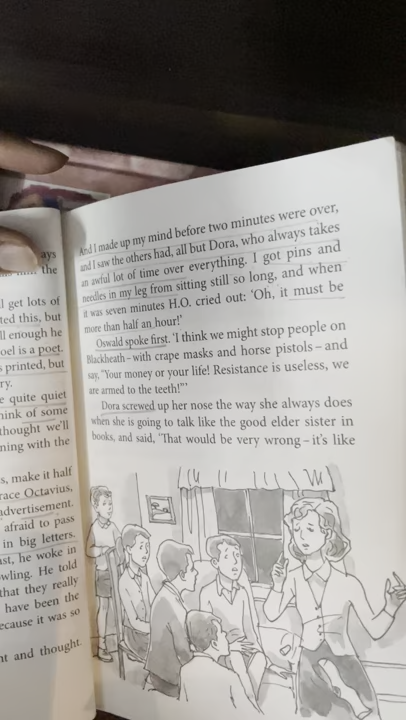 ays
the
l get lots of
ted this, but
ll enough he
oel is a poet.
s printed, but
ry.
e quite quiet
hink of some
thought we'll
ning with the
s, make it half
race Octavius,
advertisement.
afraid to pass
in big letters.
ast, he woke in
owling. He told
that they really
have been the
ecause it was so
nt and thought.
And I made up my mind before two minutes were over,
and I saw the others had, all but Dora, who always takes
an awful lot of time over everything. I got pins and
needles in my leg from sitting still so long, and when
it was seven minutes H.O. cried out: 'Oh, it must be
more than half an hour!'
Oswald spoke first. 'I think we might stop people on
Blackheath – with crape masks and horse pistols – and
say, "Your money or your life! Resistance is useless, we
are armed to the teeth!"'
Dora screwed up her nose the way she always does
when she is going to talk like the good elder sister in
books, and said, 'That would be very wrong – it's like